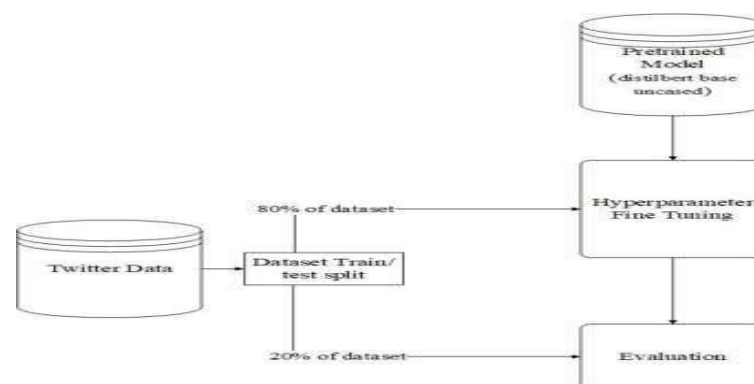 Pretrained
Model
(distilbert base
uncased)
80% of dataset
Hyperparameter
Fine Tuning
Twitter Data
Dataset Train/
test split
20% of dataset
Evaluation